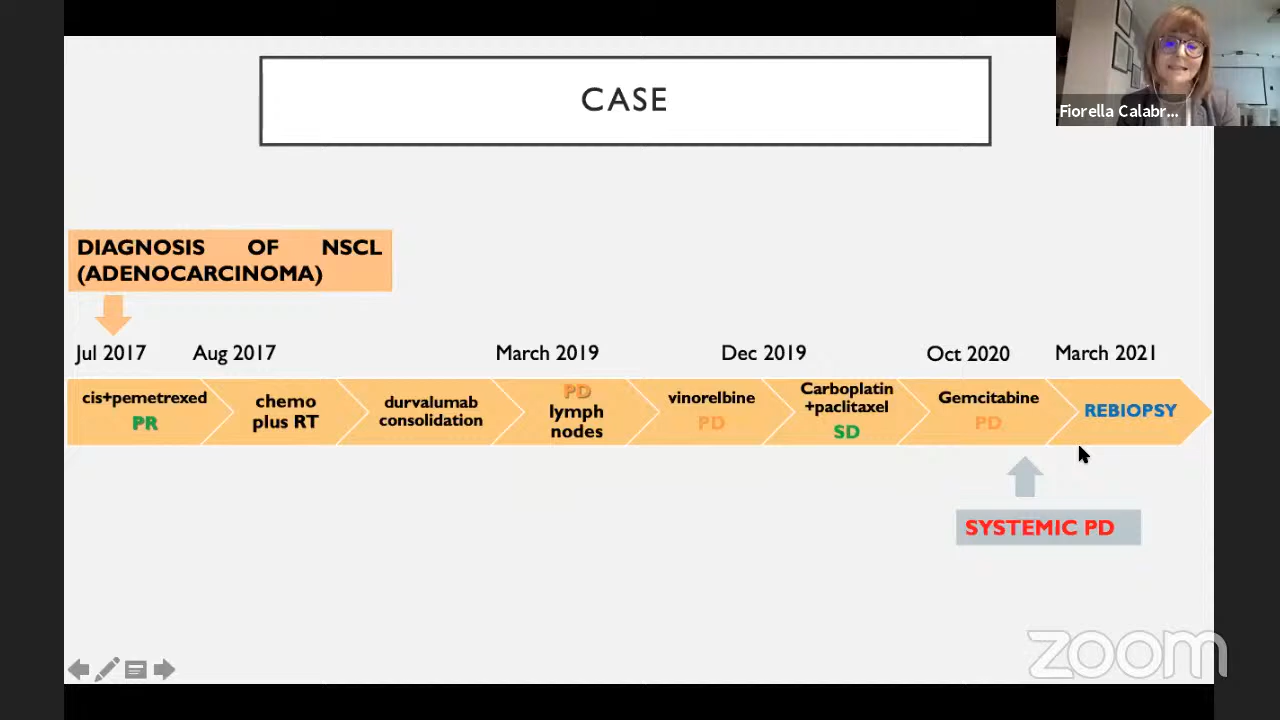 CASE
Fiorella Calabr...
DIAGNOSIS OF NSCL
(ADENOCARCINOMA)
Jul 2017 Aug 2017 March 2019 Dec 2019 Oct 2020 March 2021
cis+pemetrexed
PR
chemo
plus RT
durvalumab
consolidation
PD
lymph
nodes
vinorelbine
PD
Carboplatin
+paclitaxel
SD
Gemcitabine
PD
REBIOPSY
SYSTEMIC PD
zoom